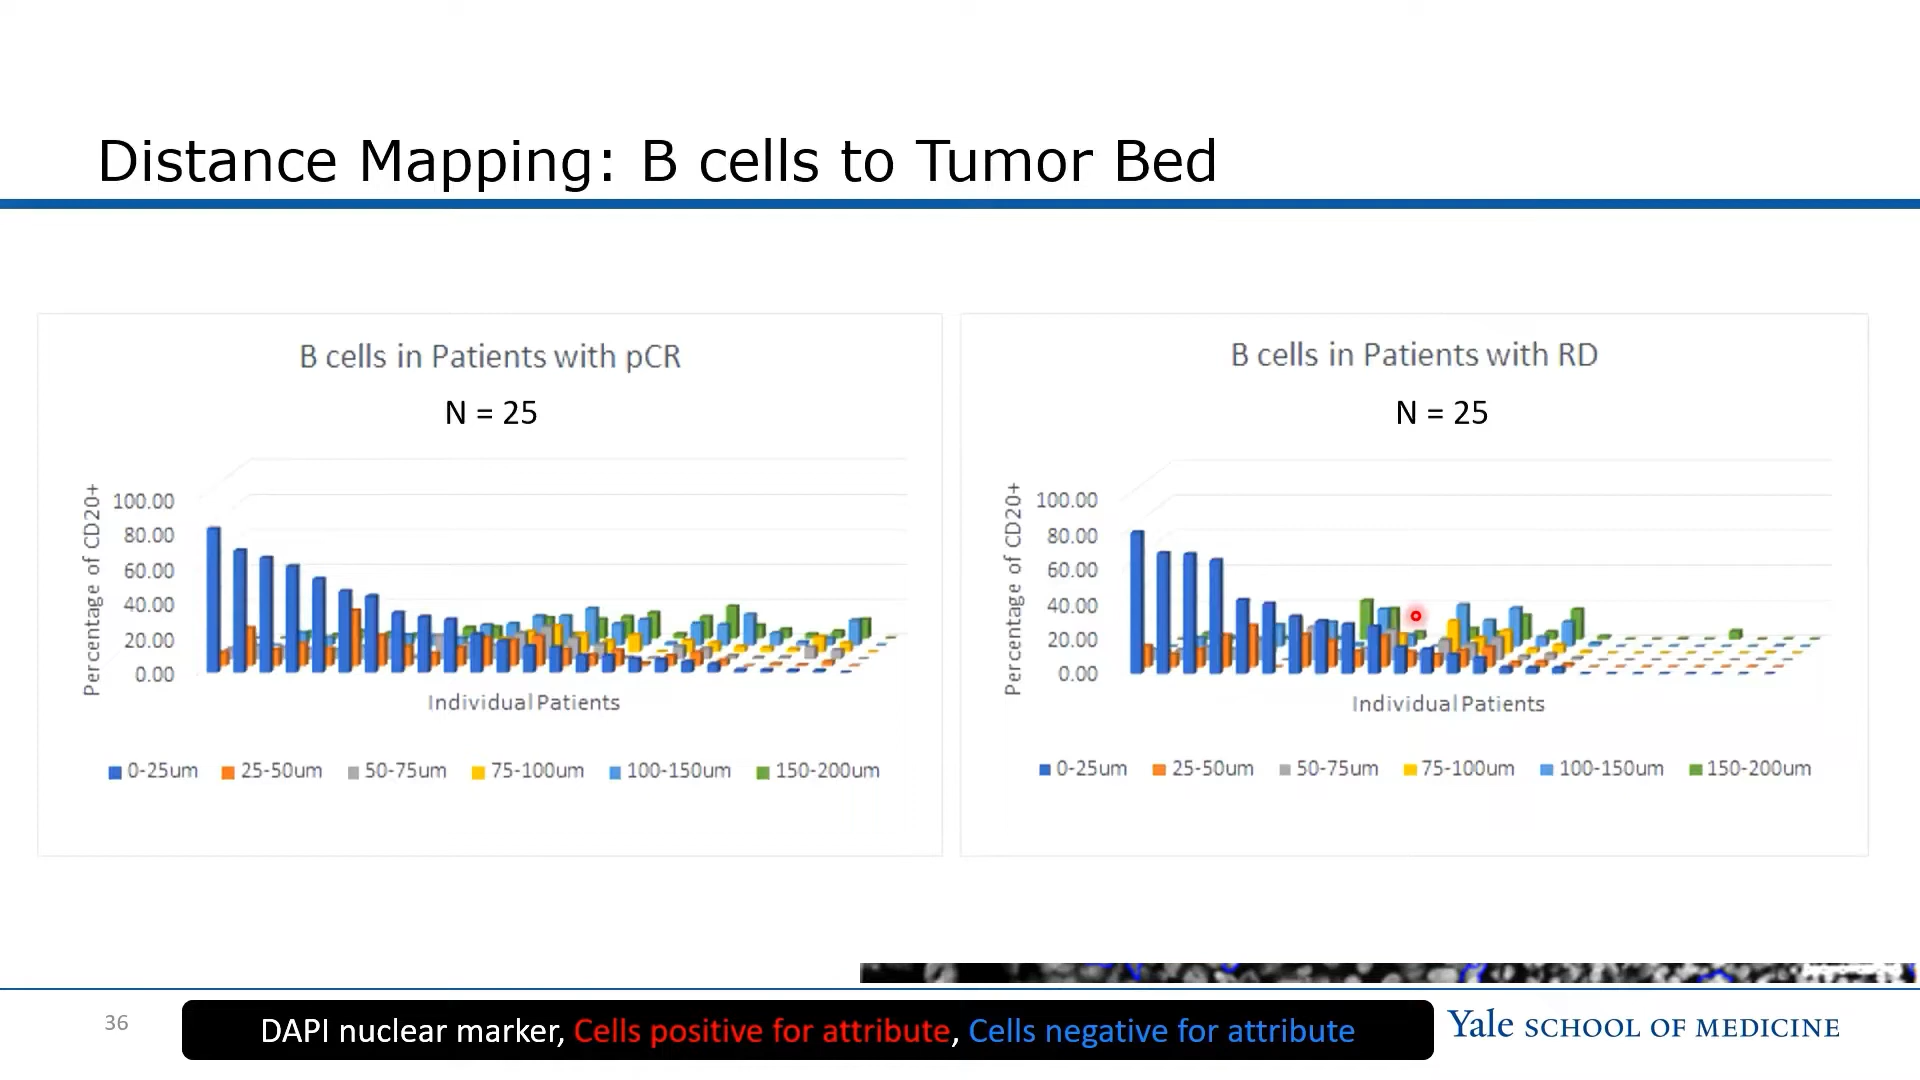 Distance Mapping: B cells to Tumor Bed
B cells in Patients with pCR
N = 25
Percentage of CD20+
100.00
80.00
60.00
40.00
20.00
0.00
Individual Patients
0-25um 25-50um 50-75um 75-100um 100-150um 150-200um
B cells in Patients with RD
N = 25
Percentage of CD20+
100.00
80.00
60.00
40.00
20.00
0.00
Individual Patients
0-25um 25-50um 50-75um 75-100um 100-150um 150-200um
36
DAPI nuclear marker, Cells positive for attribute, Cells negative for attribute
Yale SCHOOL OF MEDICINE